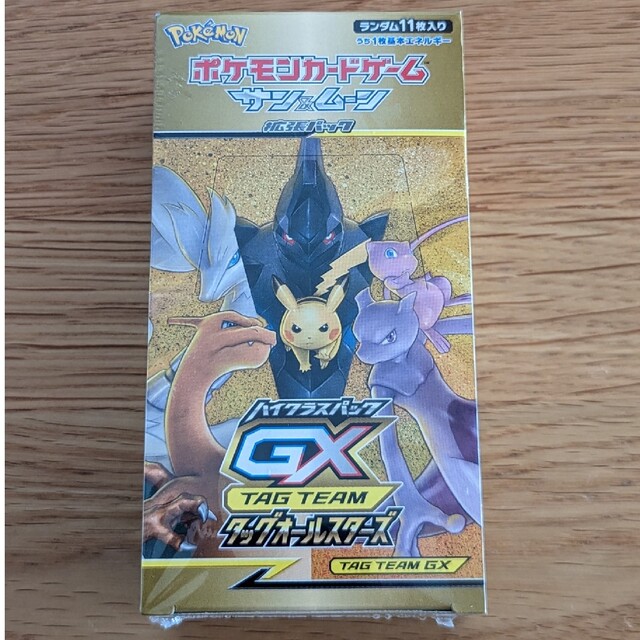 POKÉMON
ランダム11枚入り
うち1枚基本エネルギー
ポケモンカードゲーム
サン&ムーン
拡張パック
ハイクラスパック
GX
TAG TEAM
タッグオールスターズ
TAG TEAM GX